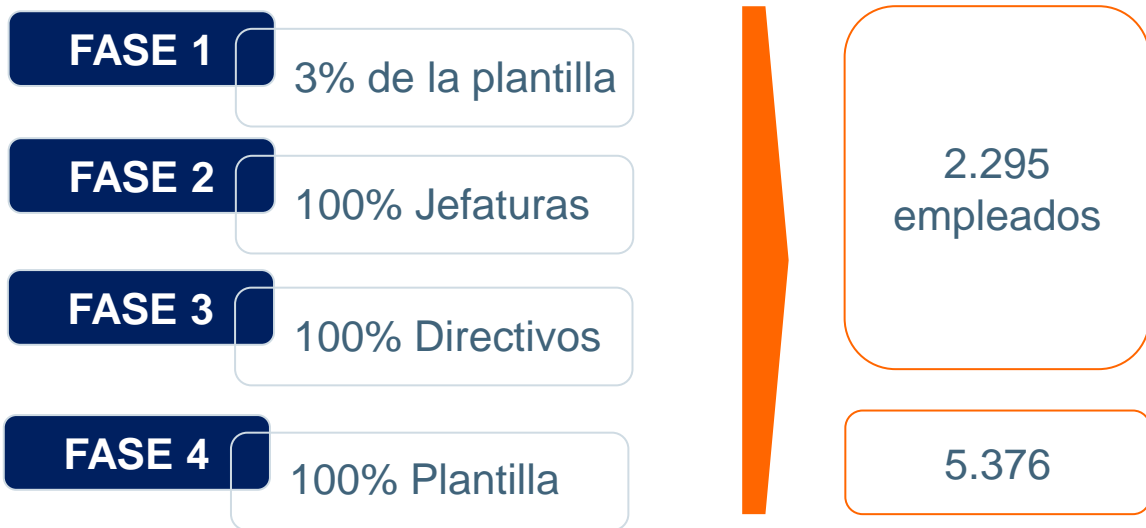 FASE 1
3% de la plantilla
FASE 2
100% Jefaturas
FASE 3
100% Directivos
FASE 4
100% Plantilla
2.295
empleados
5.376